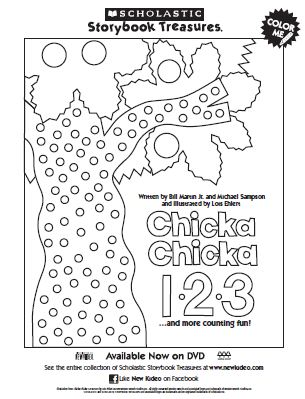 SCHOLASTIC
Storybook Treasures.
COLOR
ME!
Written by Bill Martin Jr. and Michael Sampson
and Illustrated by Lois Ehlert
Chicka
Chicka
1·2·3
...and more counting fun!
Available Now on DVD
See the entire collection of Scholastic Storybook Treasures at www.newkideo.com
Like New Kideo on Facebook